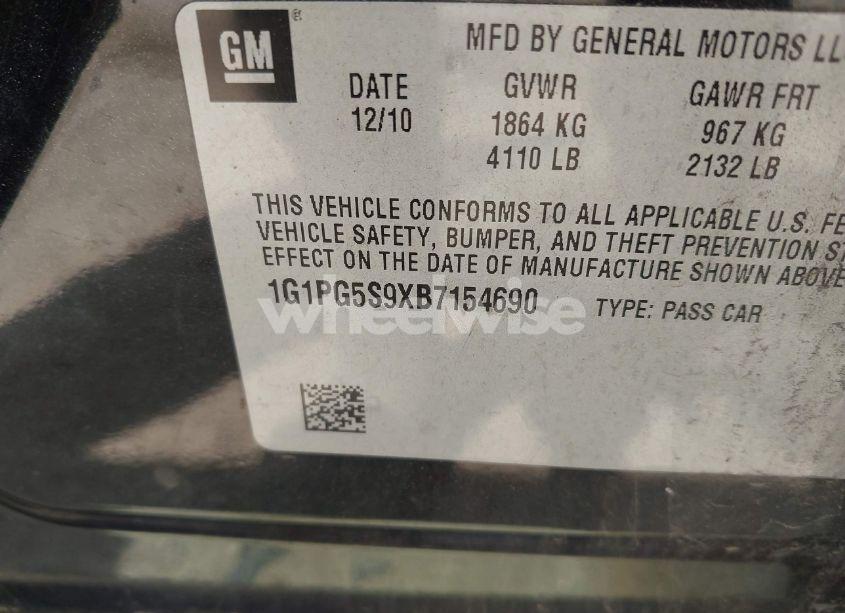 GM ®
MFD BY GENERAL MOTORS LL
DATE GVWR GAWR FRT
12/10 1864 KG 967 KG
4110 LB 2132 LB
THIS VEHICLE CONFORMS TO ALL APPLICABLE U.S. FE
VEHICLE SAFETY, BUMPER, AND THEFT PREVENTION ST
EFFECT ON THE DATE OF MANUFACTURE SHOWN ABOVE
1G1PG5S9XB7154690 TYPE: PASS CAR
wheelwise